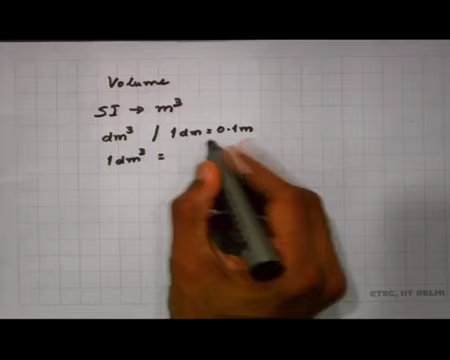 Volume
SI → m³
dm³ / 1dm = 0.1m
1dm³ =
ETSC, IIT DELHI